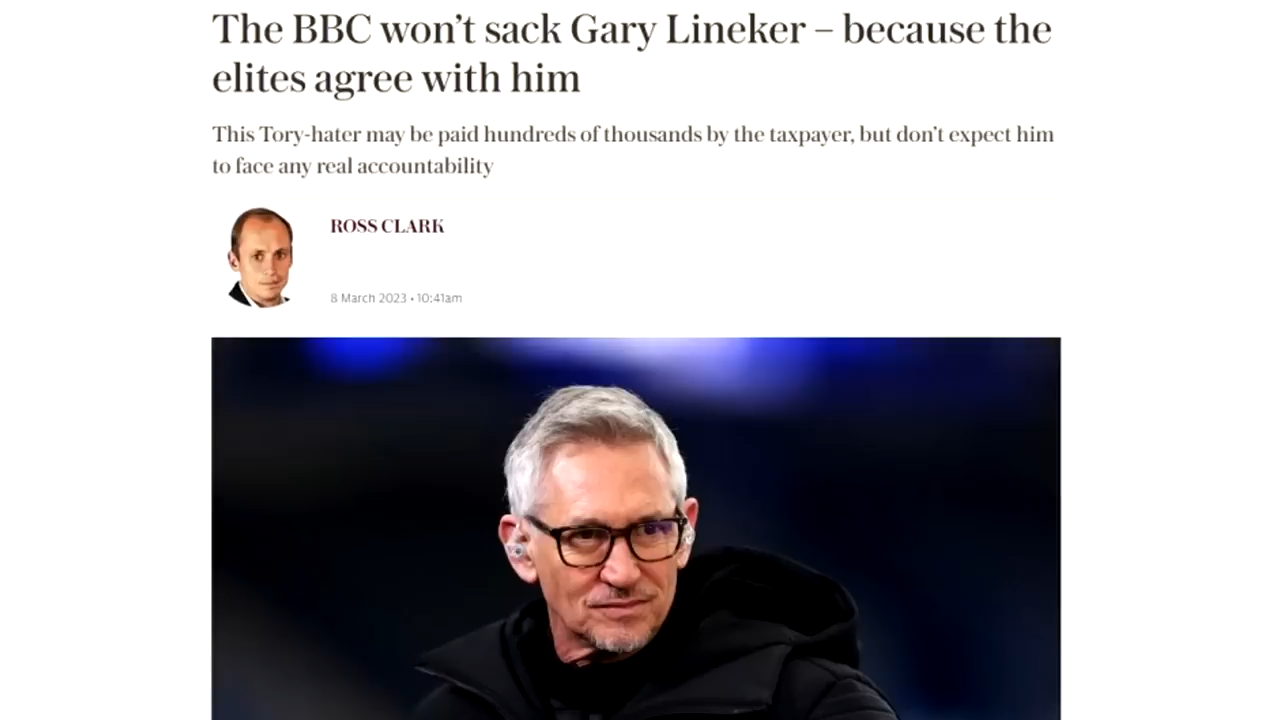 The BBC won’t sack Gary Lineker – because the
elites agree with him
This Tory-hater may be paid hundreds of thousands by the taxpayer, but don’t expect him
to face any real accountability
ROSS CLARK
8 March 2023 • 10:41am